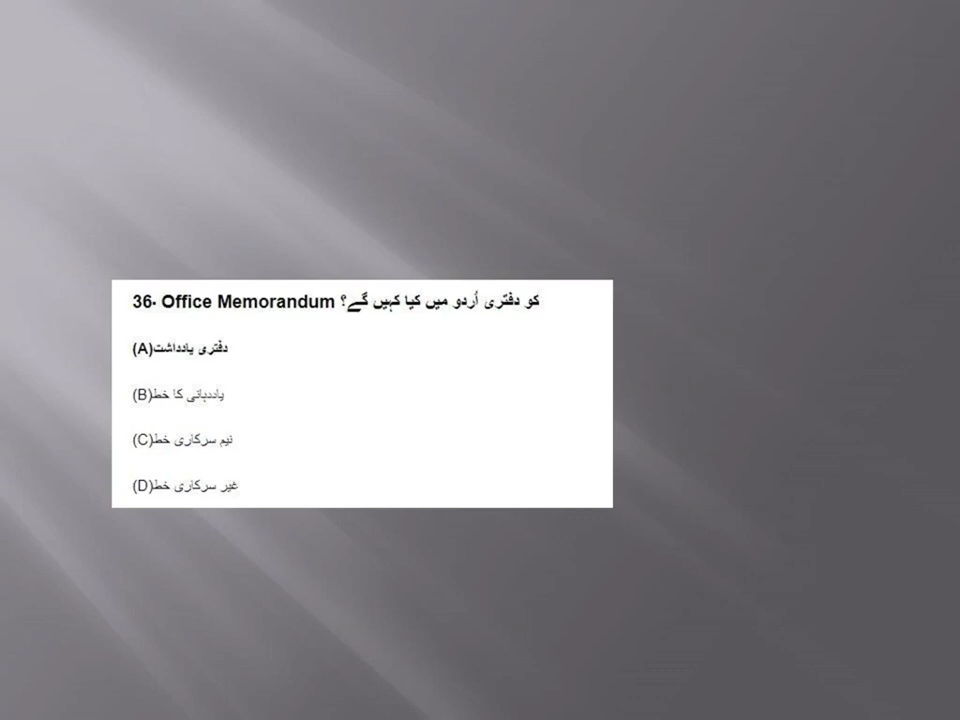 36- Office Memorandum کو دفتری اُردو میں کیا کہیں گے؟
(A)دفتری یادداشت
(B)یاددہانی کا خط
(C)نیم سرکاری خط
(D)غیر سرکاری خط